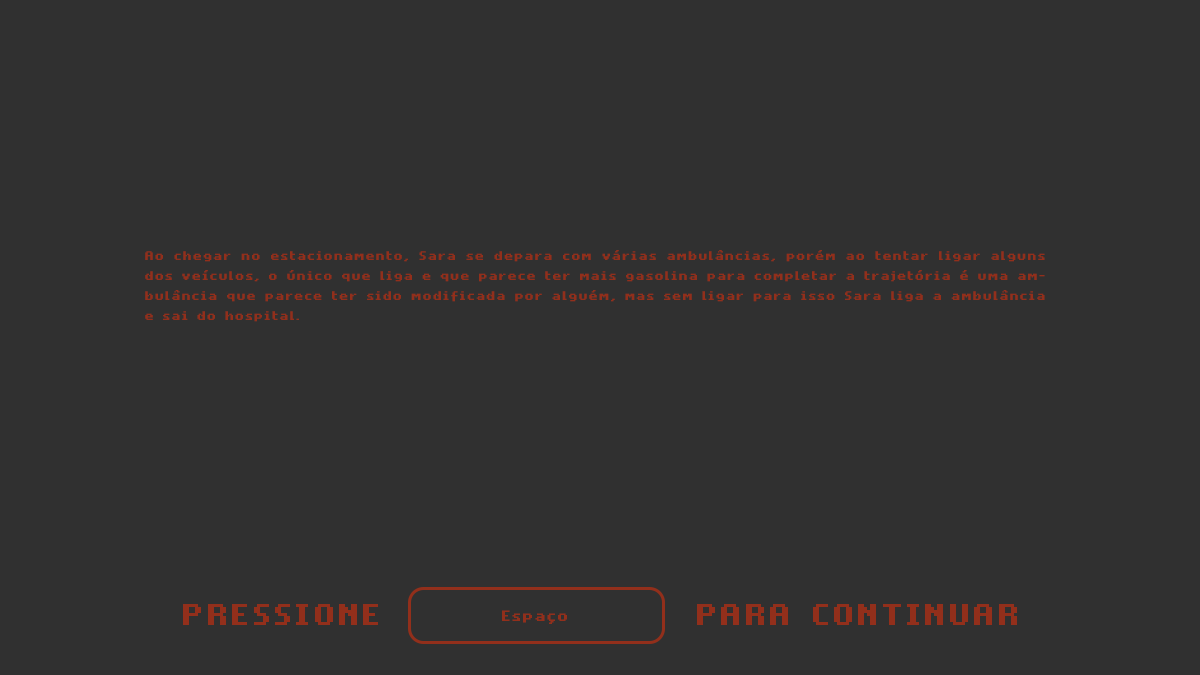 Ao chegar no estacionamento, Sara se depara com várias ambulâncias, porém ao tentar ligar alguns
dos veículos, o único que liga e que parece ter mais gasolina para completar a trajetória é uma am-
bulância que parece ter sido modificada por alguém, mas sem ligar para isso Sara liga a ambulância
e sai do hospital.
PRESSIONE Espaço PARA CONTINUAR